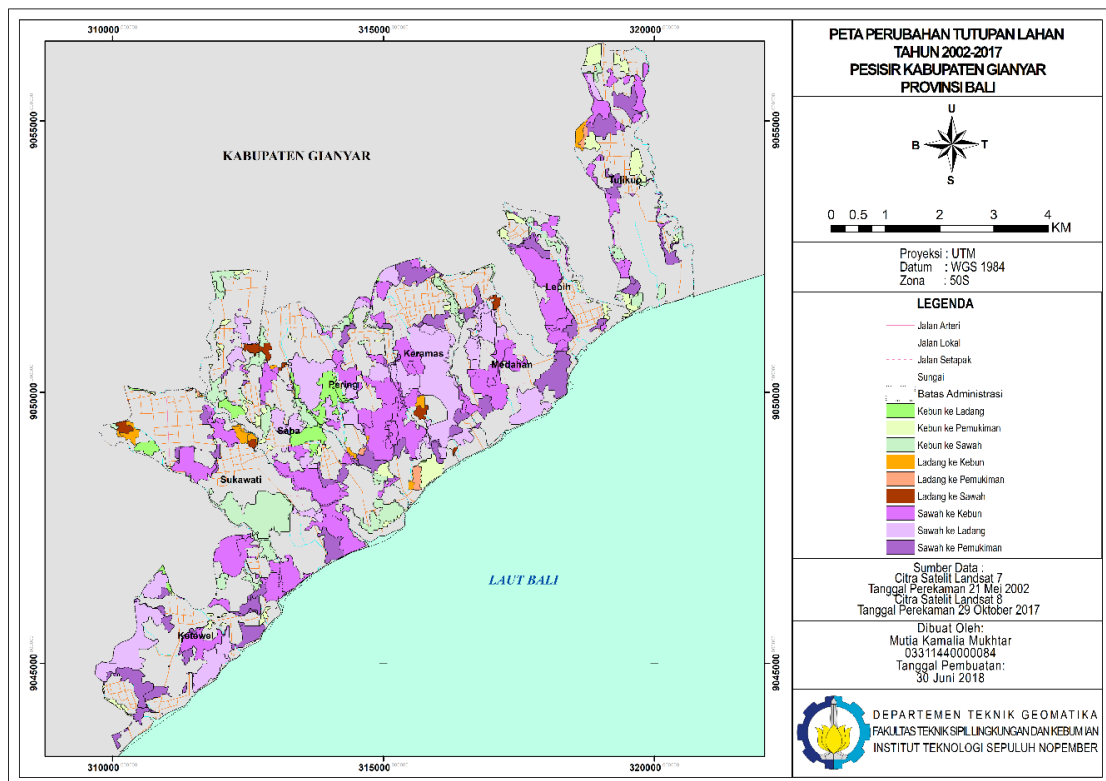 310000
315000
320000
9055000
9055000
KABUPATEN GIANYAR
Tulikup
Lebih
Keramas
Medahan
Pering
9050000
9050000
Saba
Sukawati
LAUT BALI
Ketewel
9045000
9045000
310000
315000
320000
PETA PERUBAHAN TUTUPAN LAHAN
TAHUN 2002-2017
PESISIR KABUPATEN GIANYAR
PROVINSI BALI
U
B
T
S
0 0.5 1 2 3 4
KM
Proyeksi : UTM
Datum : WGS 1984
Zona : 50S
LEGENDA
Jalan Arteri
Jalan Lokal
Jalan Setapak
Sungai
Batas Administrasi
Kebun ke Ladang
Kebun ke Pemukiman
Kebun ke Sawah
Ladang ke Kebun
Ladang ke Pemukiman
Ladang ke Sawah
Sawah ke Kebun
Sawah ke Ladang
Sawah ke Pemukiman
Sumber Data :
Citra Satelit Landsat 7
Tanggal Perekaman 21 Mei 2002
Citra Satelit Landsat 8
Tanggal Perekaman 29 Oktober 2017
Dibuat Oleh:
Mutia Kamalia Mukhtar
03311440000084
Tanggal Pembuatan:
30 Juni 2018
DEPARTEMEN TEKNIK GEOMATIKA
FAKULTAS TEKNIK SIPIL LINGKUNGAN DAN KEBUMIAN
INSTITUT TEKNOLOGI SEPULUH NOPEMBER